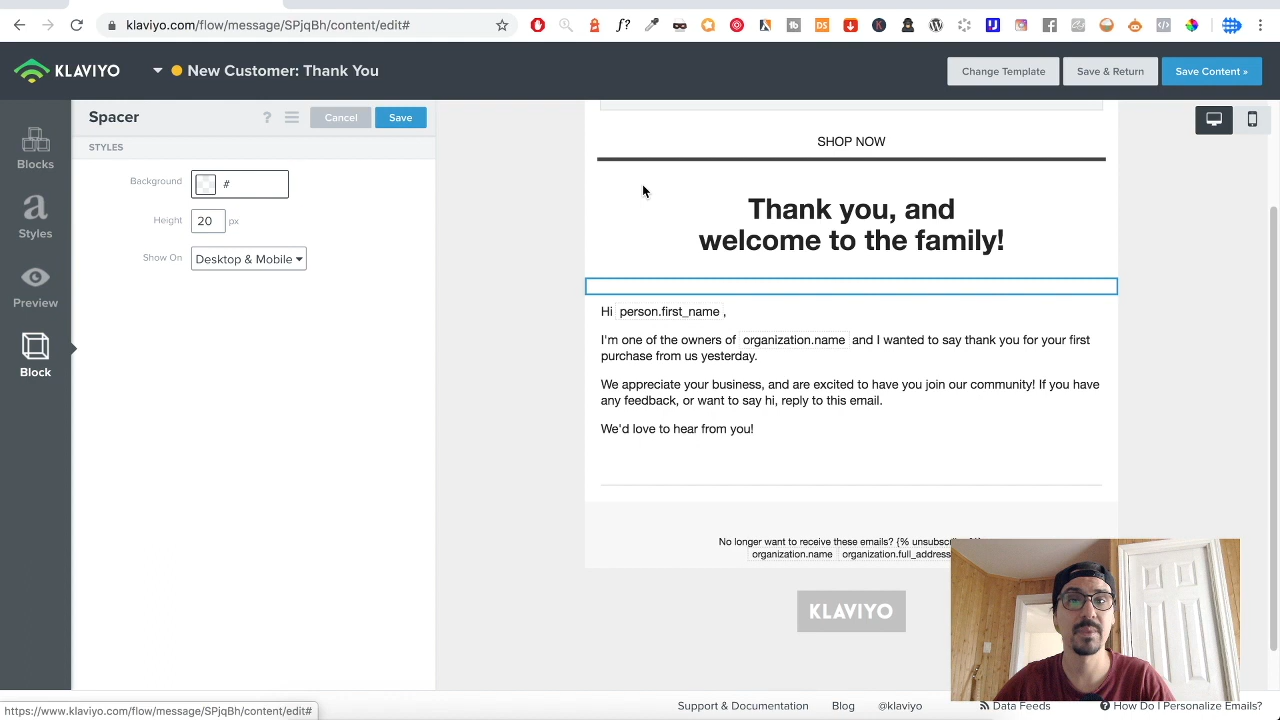 klaviyo.com/flow/message/SPjqBh/content/edit#
KLAVIYO
New Customer: Thank You
Change Template
Save & Return
Save Content »
Spacer
?
Cancel
Save
STYLES
Background
#
Height
20
px
Show On
Desktop & Mobile
Blocks
a
Styles
Preview
Block
SHOP NOW
Thank you, and
welcome to the family!
Hi person.first_name ,
I'm one of the owners of organization.name and I wanted to say thank you for your first
purchase from us yesterday.
We appreciate your business, and are excited to have you join our community! If you have
any feedback, or want to say hi, reply to this email.
We'd love to hear from you!
No longer want to receive these emails? {%
organization.name organization.full_address
KLAVIYO
https://www.klaviyo.com/flow/message/SPjqBh/content/edit#
Support & Documentation
Blog
@klaviyo
Data Feeds
How Do I Personalize Emails?